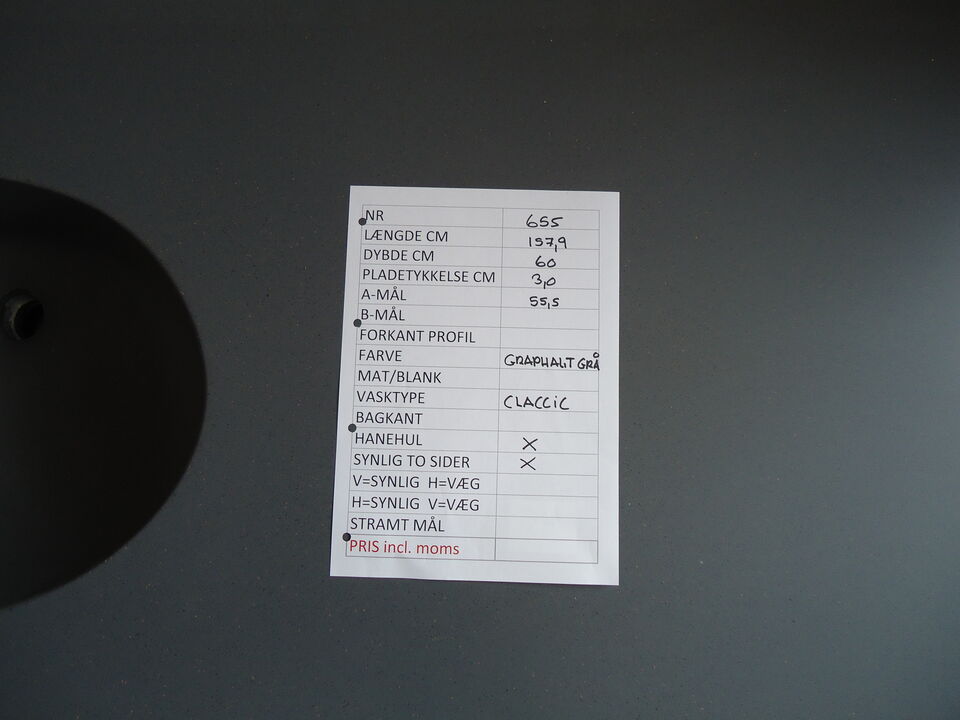 NR 655
LÆNGDE CM 157,9
DYBDE CM 60
PLADETYKKELSE CM 3,0
A-MÅL 55,5
B-MÅL
FORKANT PROFIL
FARVE GRAPHALIT GRÅ
MAT/BLANK
VASKTYPE CLACCIC
BAGKANT
HANEHUL X
SYNLIG TO SIDER X
V=SYNLIG H=VÆG
H=SYNLIG V=VÆG
STRAMT MÅL
PRIS incl. moms